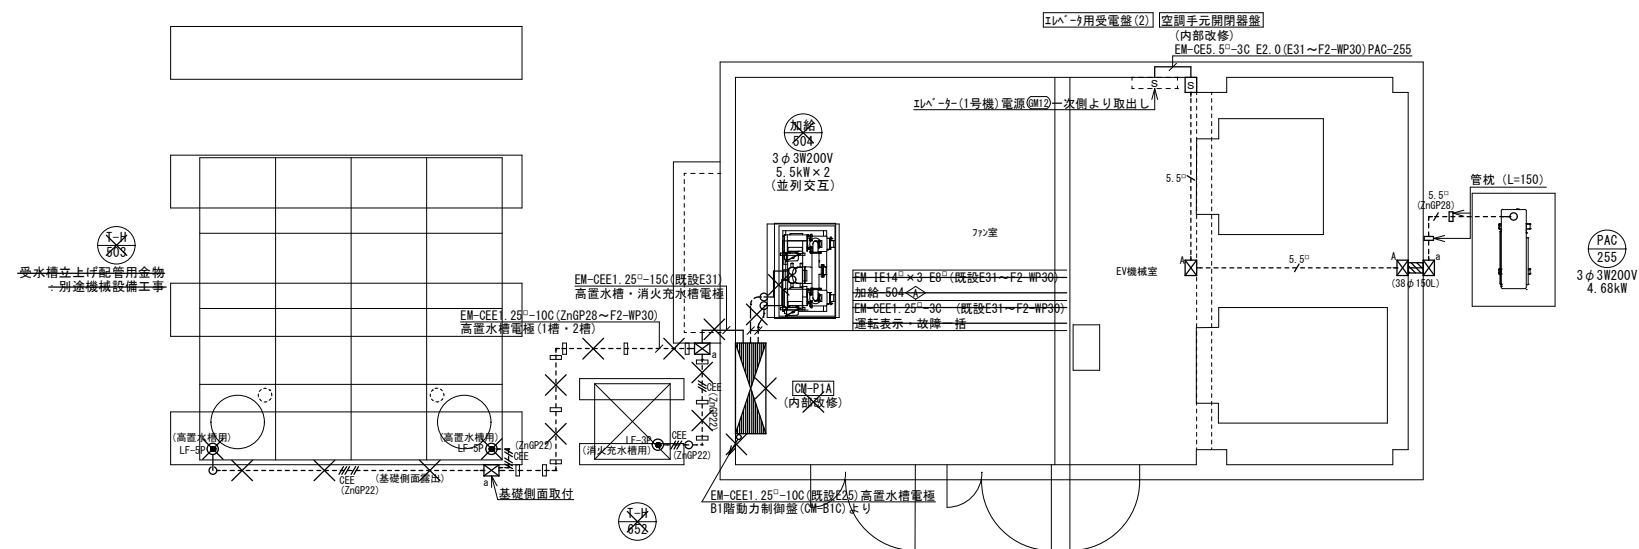 エレベータ用受電盤(2) 空調手元開閉器盤
(内部改修)
EM-CE5.5□-3C E2.0(E31～F2-WP30)PAC-255
S
S
エレベーター(1号機)電源 GM12 一次側より取出し
加給
504
3φ3W200V
5.5kW×2
(並列交互)
5.5□
管枕 (L=150)
5.5□
(ZnGP28)
T-H
503
受水槽立上げ配管用金物
:別途機械設備工事
ファン室
PAC
255
3φ3W200V
4.68kW
A
EV機械室
5.5□
A
a
(38φ150L)
EM-CEE1.25□-15C(既設E31)
高置水槽・消火充水槽電極
EM-IE14□×3 E8□(既設E31～F2-WP30)
加給-504 A
EM-CEE1.25□-3C (既設E31～F2-WP30)
運転表示・故障一括
EM-CEE1.25□-10C(ZnGP28～F2-WP30)
高置水槽電極(1槽・2槽)
a
CEE
(ZnGP22)
CM-P1A
(内部改修)
(高置水槽用)
LF-5P
(高置水槽用)
LF-5P
(ZnGP22)
CEE
LF-3P
(消火充水槽用)
CEE
(ZnGP22)
CEE
(ZnGP22)
(基礎側面露出)
a
基礎側面取付
EM-CEE1.25□-10C(既設E25)高置水槽電極
B1階動力制御盤(CM-B1C)より
T-H
652